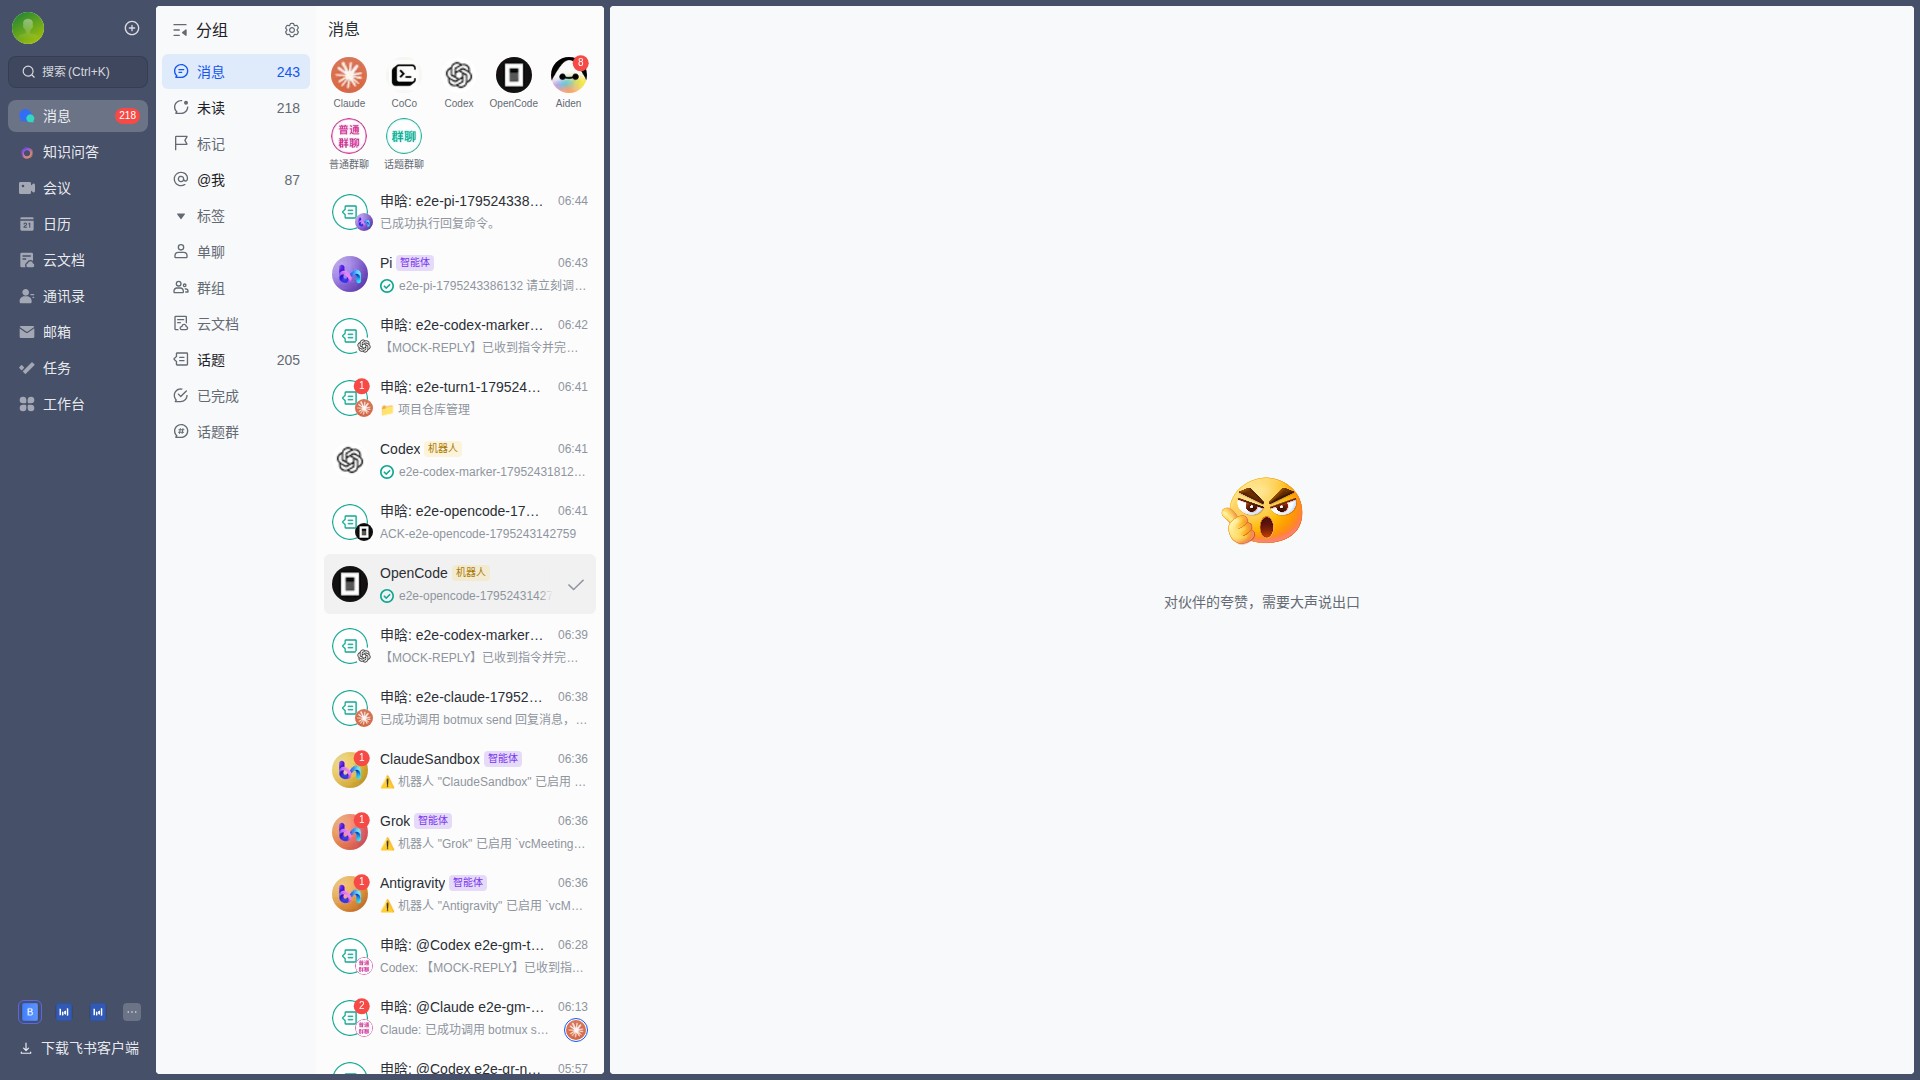 搜索 (Ctrl+K)
消息 218
知识问答
会议
日历
云文档
通讯录
邮箱
任务
工作台
B
下载飞书客户端
分组
消息 243
未读 218
标记
@我 87
标签
单聊
群组
云文档
话题 205
已完成
话题群
消息
8
Claude CoCo Codex OpenCode Aiden
普通 群聊
群聊
普通群聊 话题群聊
申晗: e2e-pi-179524338… 06:44
已成功执行回复命令。
Pi 智能体 06:43
e2e-pi-1795243386132 请立刻调…
申晗: e2e-codex-marker… 06:42
【MOCK-REPLY】已收到指令并完…
1
申晗: e2e-turn1-179524… 06:41
📁 项目仓库管理
Codex 机器人 06:41
e2e-codex-marker-17952431812…
申晗: e2e-opencode-17… 06:41
ACK-e2e-opencode-1795243142759
OpenCode 机器人
e2e-opencode-1795243142
申晗: e2e-codex-marker… 06:39
【MOCK-REPLY】已收到指令并完…
申晗: e2e-claude-17952… 06:38
已成功调用 botmux send 回复消息，…
1
ClaudeSandbox 智能体 06:36
⚠️ 机器人 "ClaudeSandbox" 已启用 …
1
Grok 智能体 06:36
⚠️ 机器人 "Grok" 已启用 `vcMeeting…
1
Antigravity 智能体 06:36
⚠️ 机器人 "Antigravity" 已启用 `vcM…
申晗: @Codex e2e-gm-t… 06:28
Codex: 【MOCK-REPLY】已收到指…
2
申晗: @Claude e2e-gm-… 06:13
Claude: 已成功调用 botmux s…
申晗: @Codex e2e-gr-n… 05:57
对伙伴的夸赞，需要大声说出口